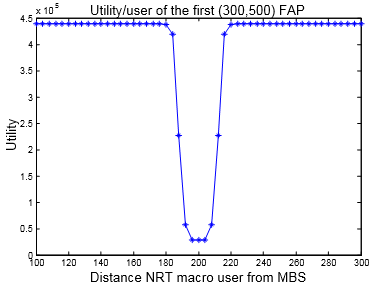 Utility/user of the first (300,500) FAP
x 10^5
4.5
4
3.5
3
2.5
2
1.5
1
0.5
0
Utility
100 120 140 160 180 200 220 240 260 280 300
Distance NRT macro user from MBS